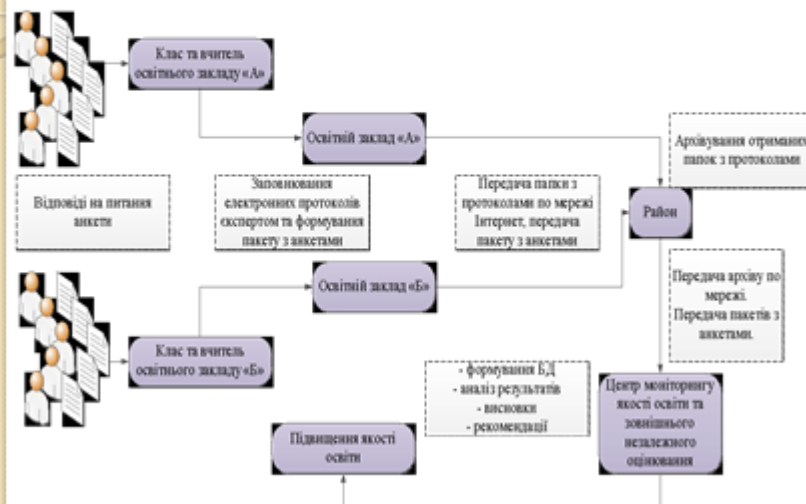 Клас та вчитель
освітнього закладу «А»
Освітній заклад «А»
Архівування отриманих
папок з протоколами
Відповіді на питання
анкети
Заповнювання
електронних протоколів
експертом та формування
пакету з анкетами
Передача папки з
протоколами по мережі
Інтернет, передача
пакету з анкетами
Район
Освітній заклад «Б»
Передача архіву по
мережі.
Передача пакетів з
анкетами.
Клас та вчитель
освітнього закладу «Б»
- формування БД
- аналіз результатів
- висновки
- рекомендації
Центр моніторингу
якості освіти та
зовнішнього
незалежного
оцінювання
Підвищення якості
освіти